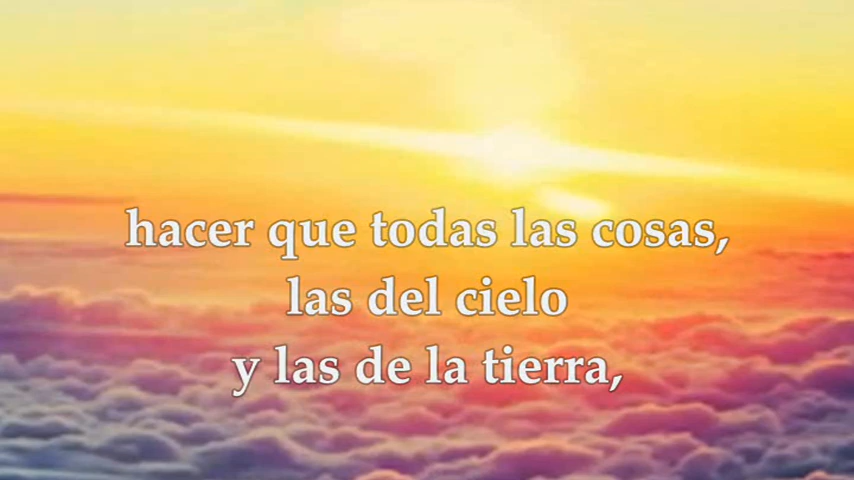 hacer que todas las cosas,
las del cielo
y las de la tierra,